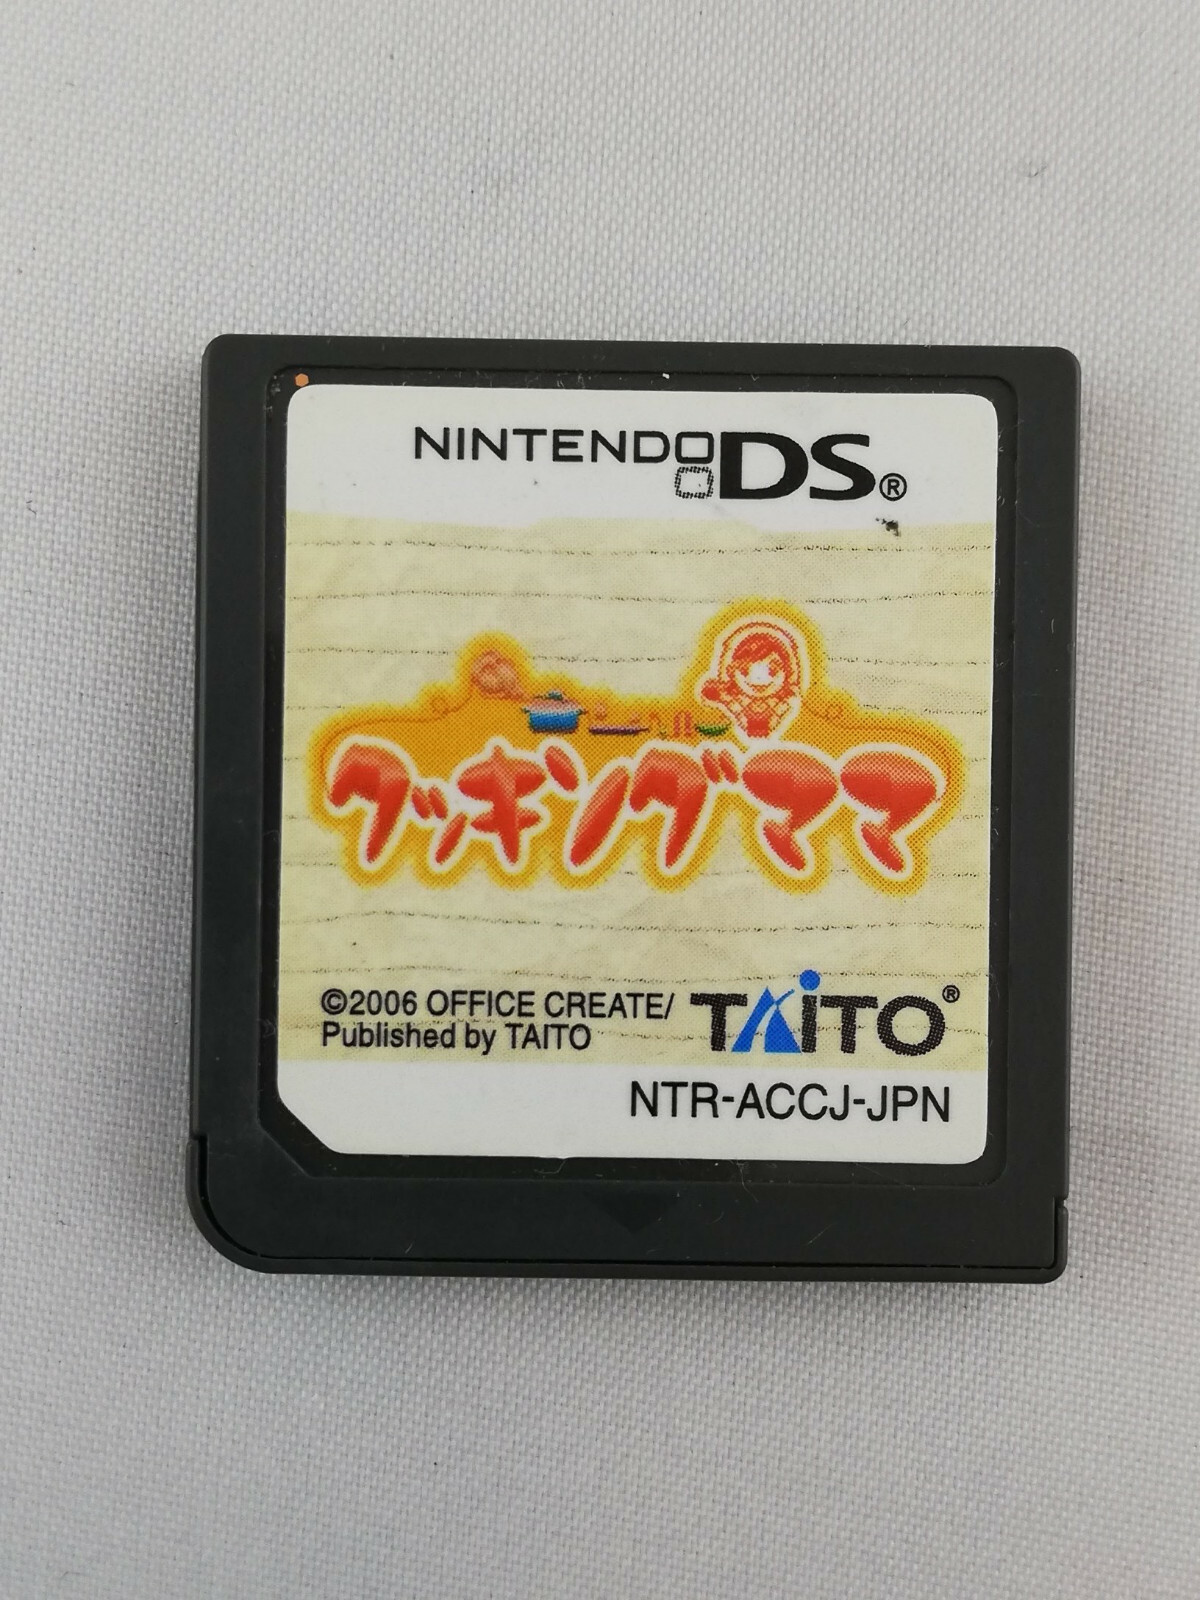 NINTENDO DS®
クッキングママ
©2006 OFFICE CREATE/
Published by TAITO
TAITO®
NTR-ACCJ-JPN